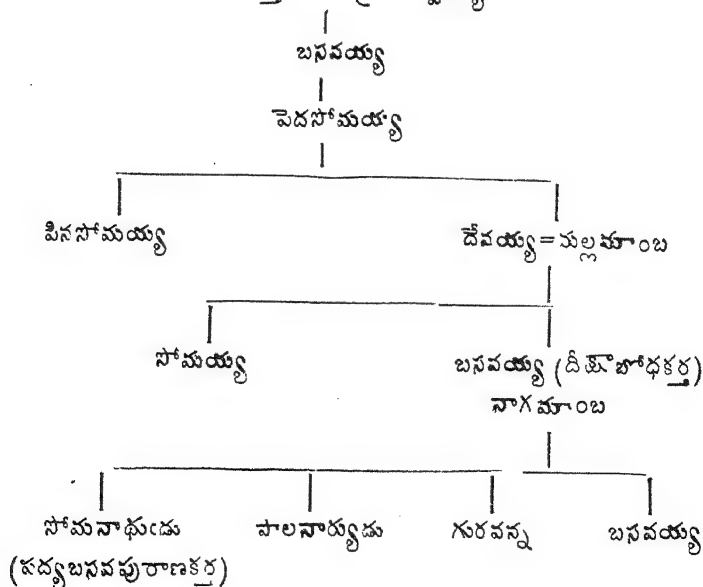 బసవయ్య
పెదసోమయ్య
పినసోమయ్య దేవయ్య=మల్లమాంబ
సోమయ్య బసవయ్య (దీక్షాబోధకర్త)
నాగమాంబ
సోమనాథుఁడు పాలనార్యుడు గురవన్న బసవయ్య
(పద్యబసవపురాణకర్త)